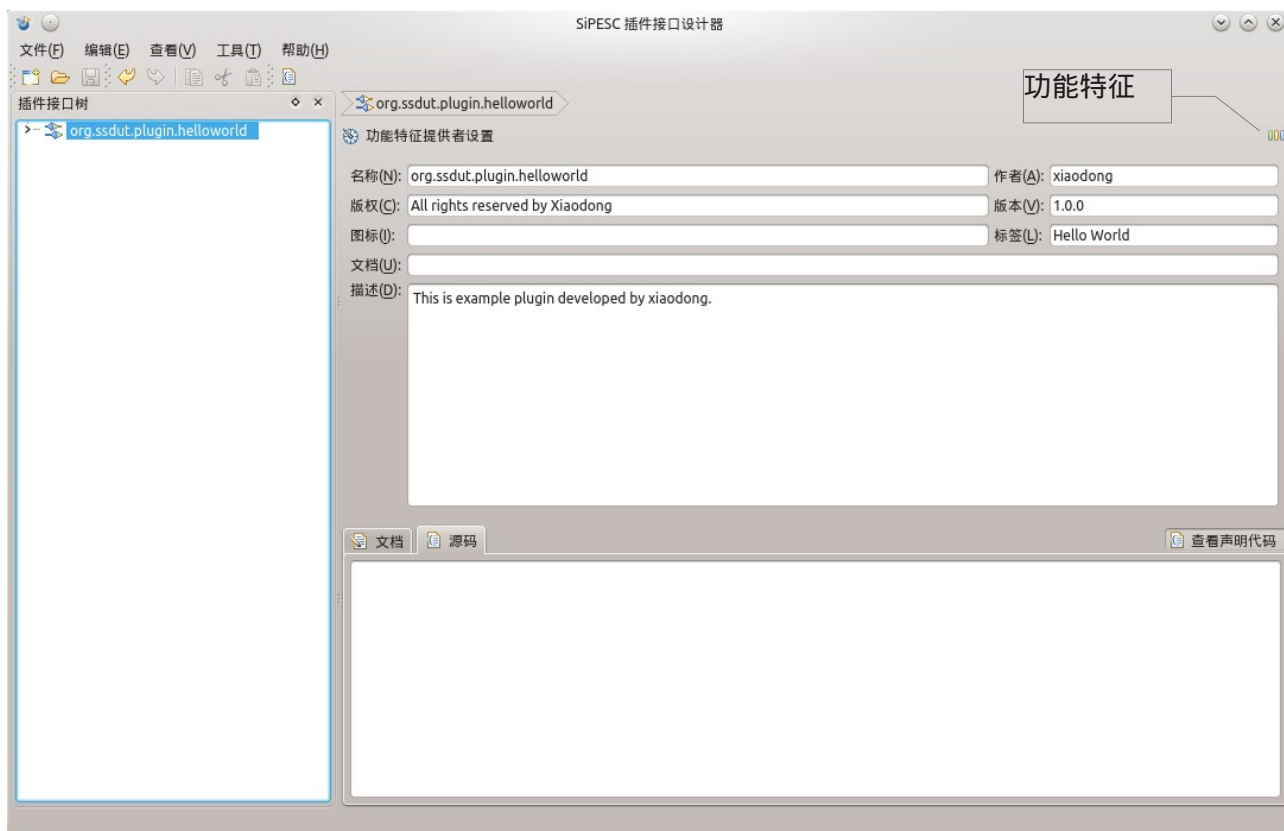 SiPESC 插件接口设计器
文件(F) 编辑(E) 查看(V) 工具(T) 帮助(H)
功能特征
插件接口树
org.ssdut.plugin.helloworld
org.ssdut.plugin.helloworld
功能特征提供者设置
名称(N): org.ssdut.plugin.helloworld 作者(A): xiaodong
版权(C): All rights reserved by Xiaodong 版本(V): 1.0.0
图标(I): 标签(L): Hello World
文档(U):
描述(D): This is example plugin developed by xiaodong.
文档 源码 查看声明代码